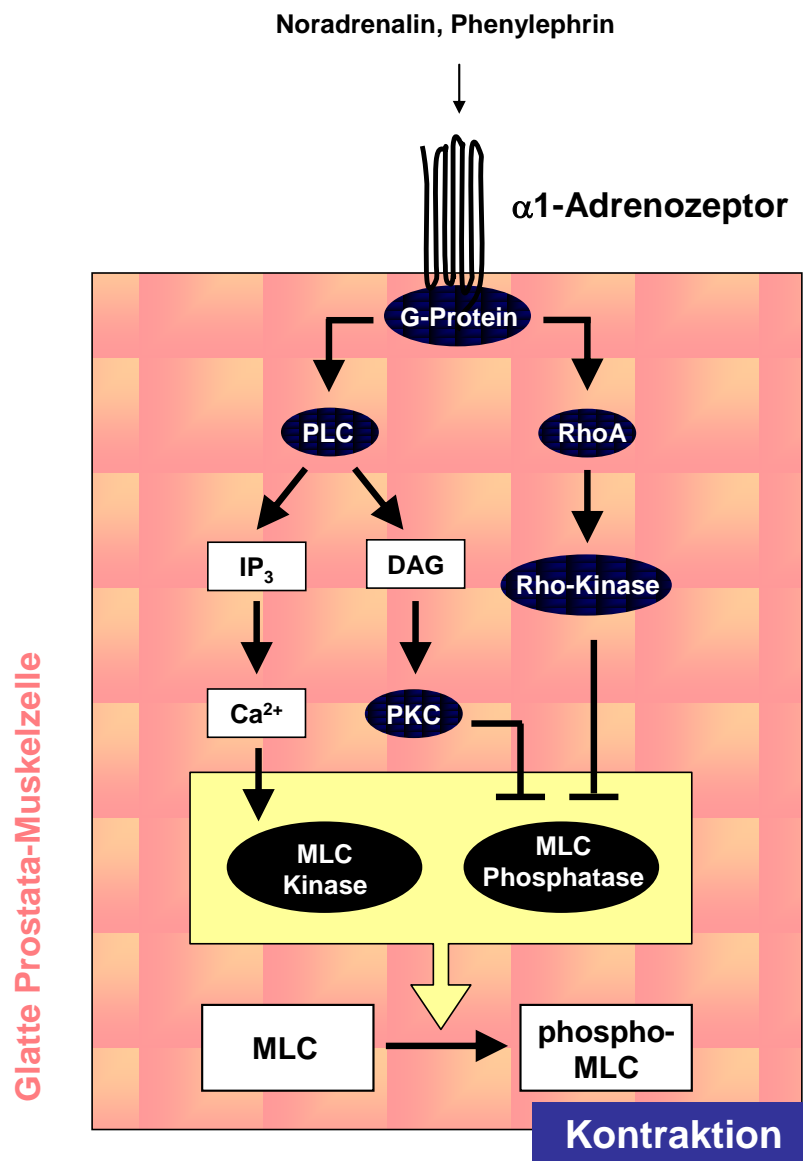 Noradrenalin, Phenylephrin
α1-Adrenozeptor
G-Protein
PLC
RhoA
IP₃
DAG
Rho-Kinase
Ca²⁺
PKC
MLC
Kinase
MLC
Phosphatase
MLC
phospho-
MLC
Kontraktion
Glatte Prostata-Muskelzelle